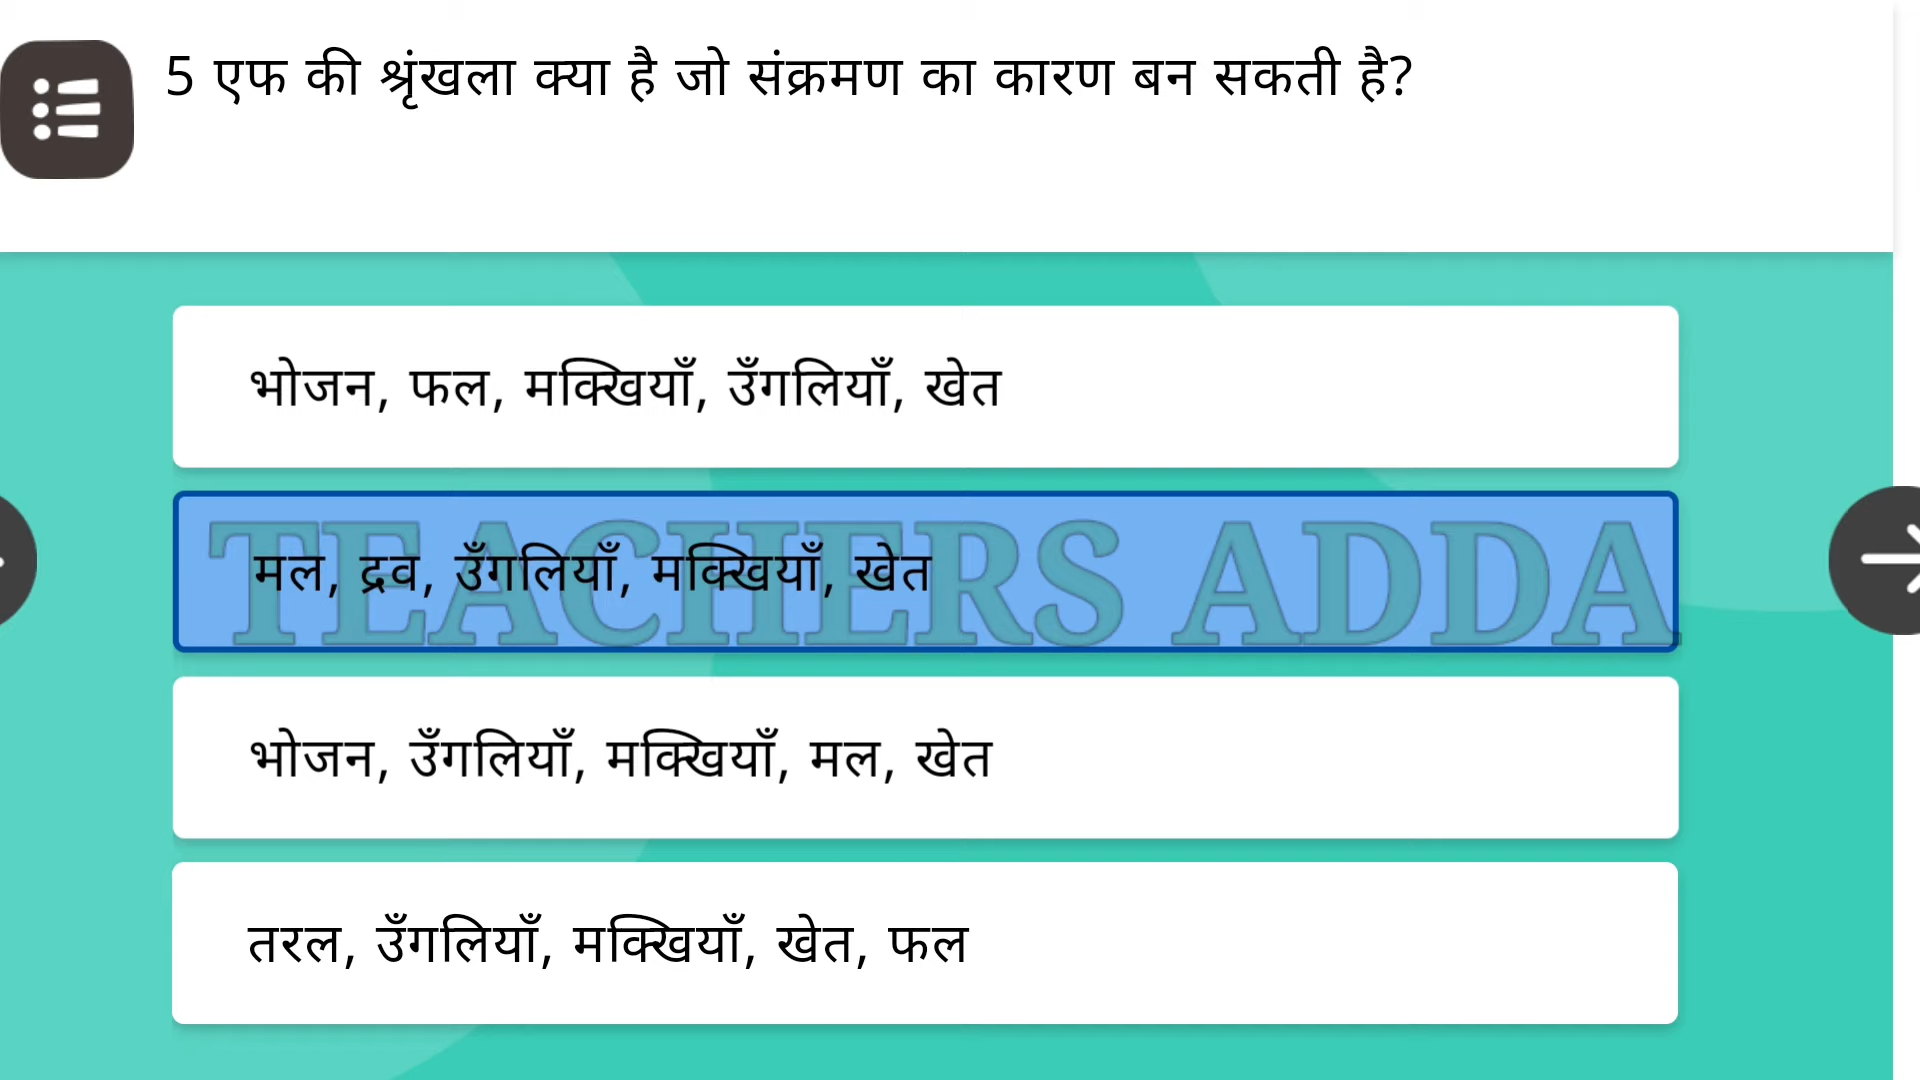 5 एफ की श्रृंखला क्या है जो संक्रमण का कारण बन सकती है?
भोजन, फल, मक्खियाँ, उँगलियाँ, खेत
TEACHERS ADDA
मल, द्रव, उँगलियाँ, मक्खियाँ, खेत
भोजन, उँगलियाँ, मक्खियाँ, मल, खेत
तरल, उँगलियाँ, मक्खियाँ, खेत, फल